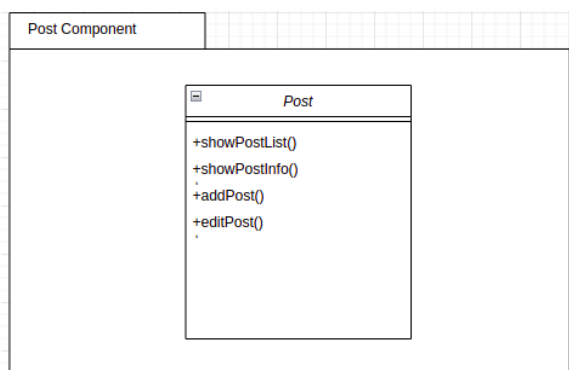 Post Component
Post
+showPostList()
+showPostInfo()
+addPost()
+editPost()